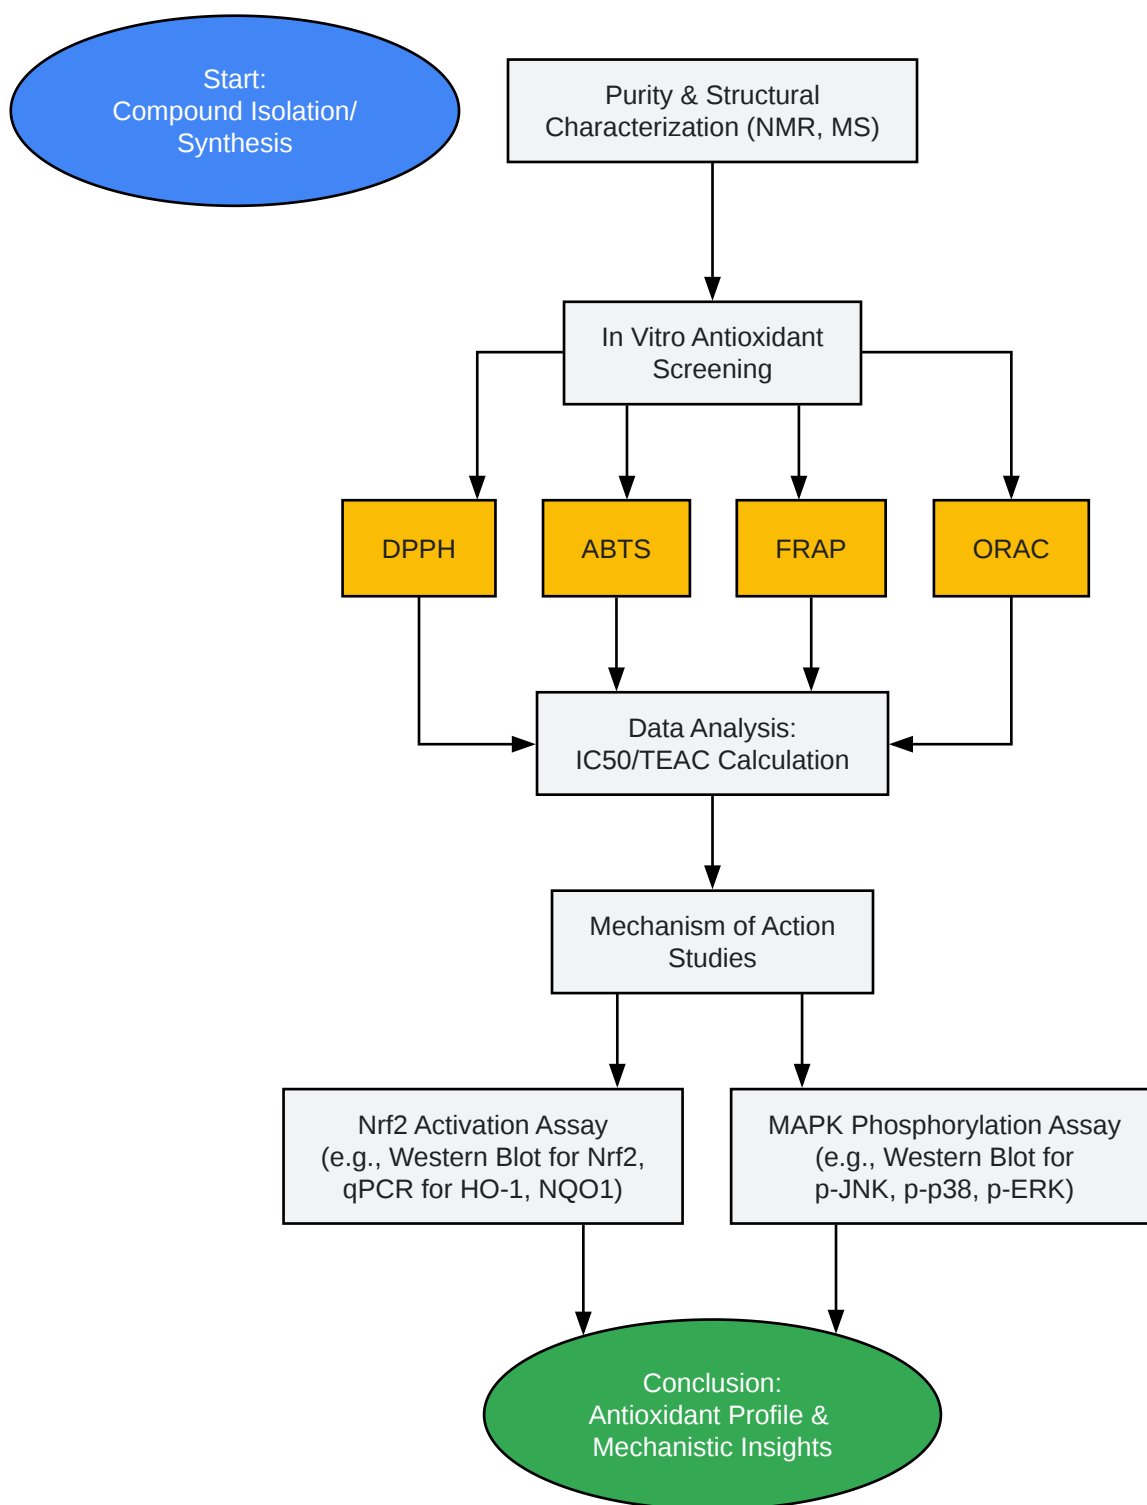 Start:
Compound Isolation/
Synthesis
Purity & Structural
Characterization (NMR, MS)
In Vitro Antioxidant
Screening
DPPH
ABTS
FRAP
ORAC
Data Analysis:
IC50/TEAC Calculation
Mechanism of Action
Studies
Nrf2 Activation Assay
(e.g., Western Blot for Nrf2,
qPCR for HO-1, NQO1)
MAPK Phosphorylation Assay
(e.g., Western Blot for
p-JNK, p-p38, p-ERK)
Conclusion:
Antioxidant Profile &
Mechanistic Insights